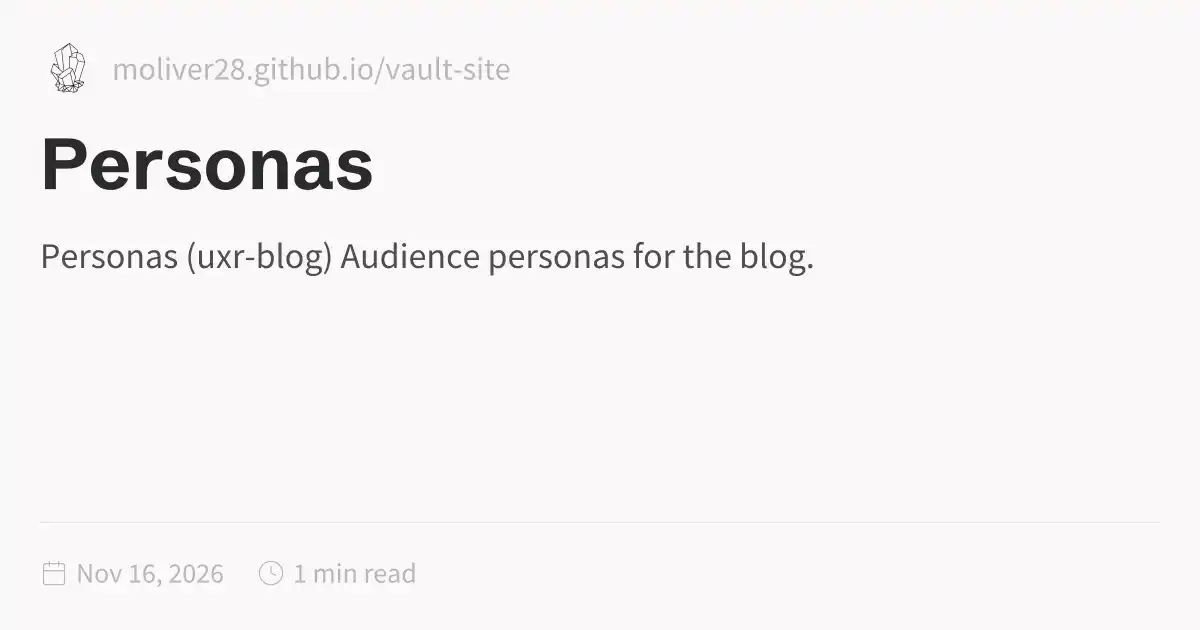 moliver28.github.io/vault-site
Personas
Personas (uxr-blog) Audience personas for the blog.
Nov 16, 2026 1 min read